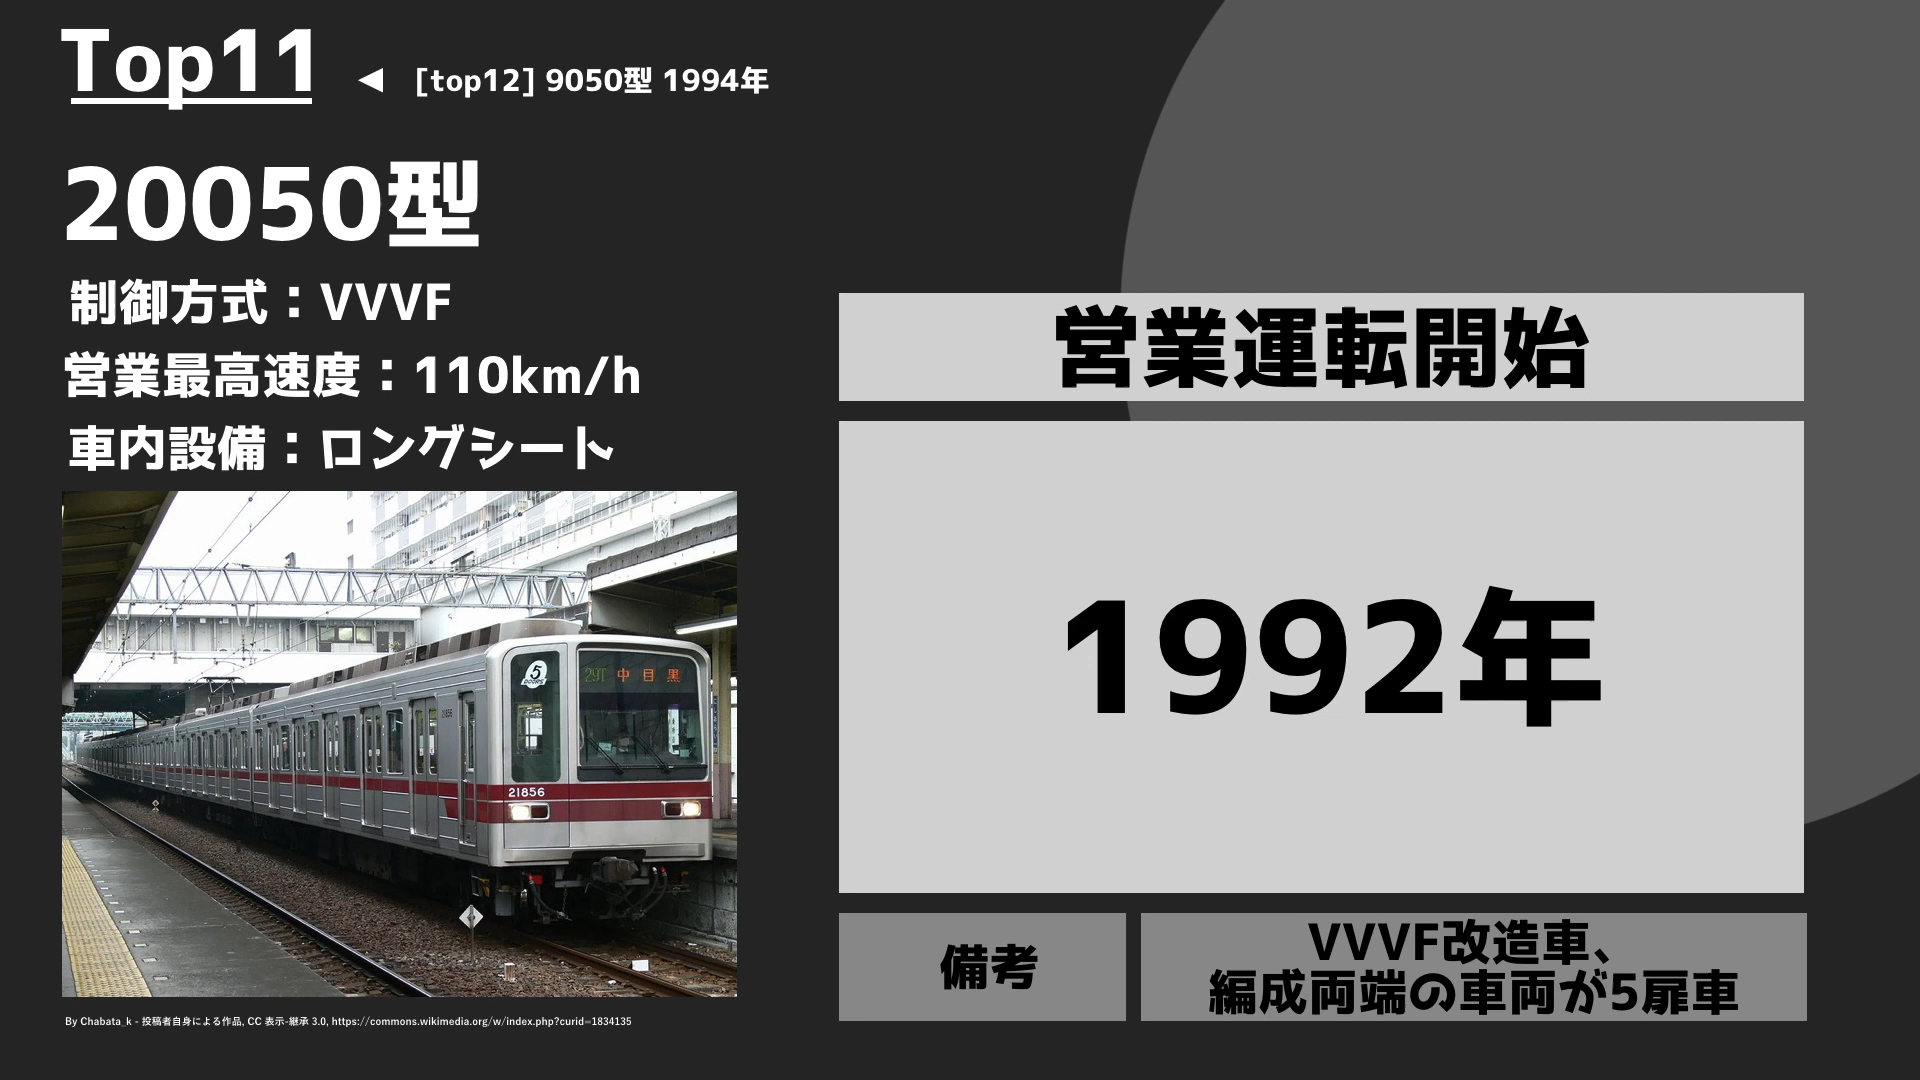 Top11
◀ [top12] 9050型 1994年
20050型
制御方式：VVVF
営業最高速度：110km/h
車内設備：ロングシート
営業運転開始
1992年
5
DOORS
29T 中目黒
21856
21856
By Chabata_k - 投稿者自身による作品, CC 表示-継承 3.0, https://commons.wikimedia.org/w/index.php?curid=1834135
備考
VVVF改造車、
編成両端の車両が5扉車